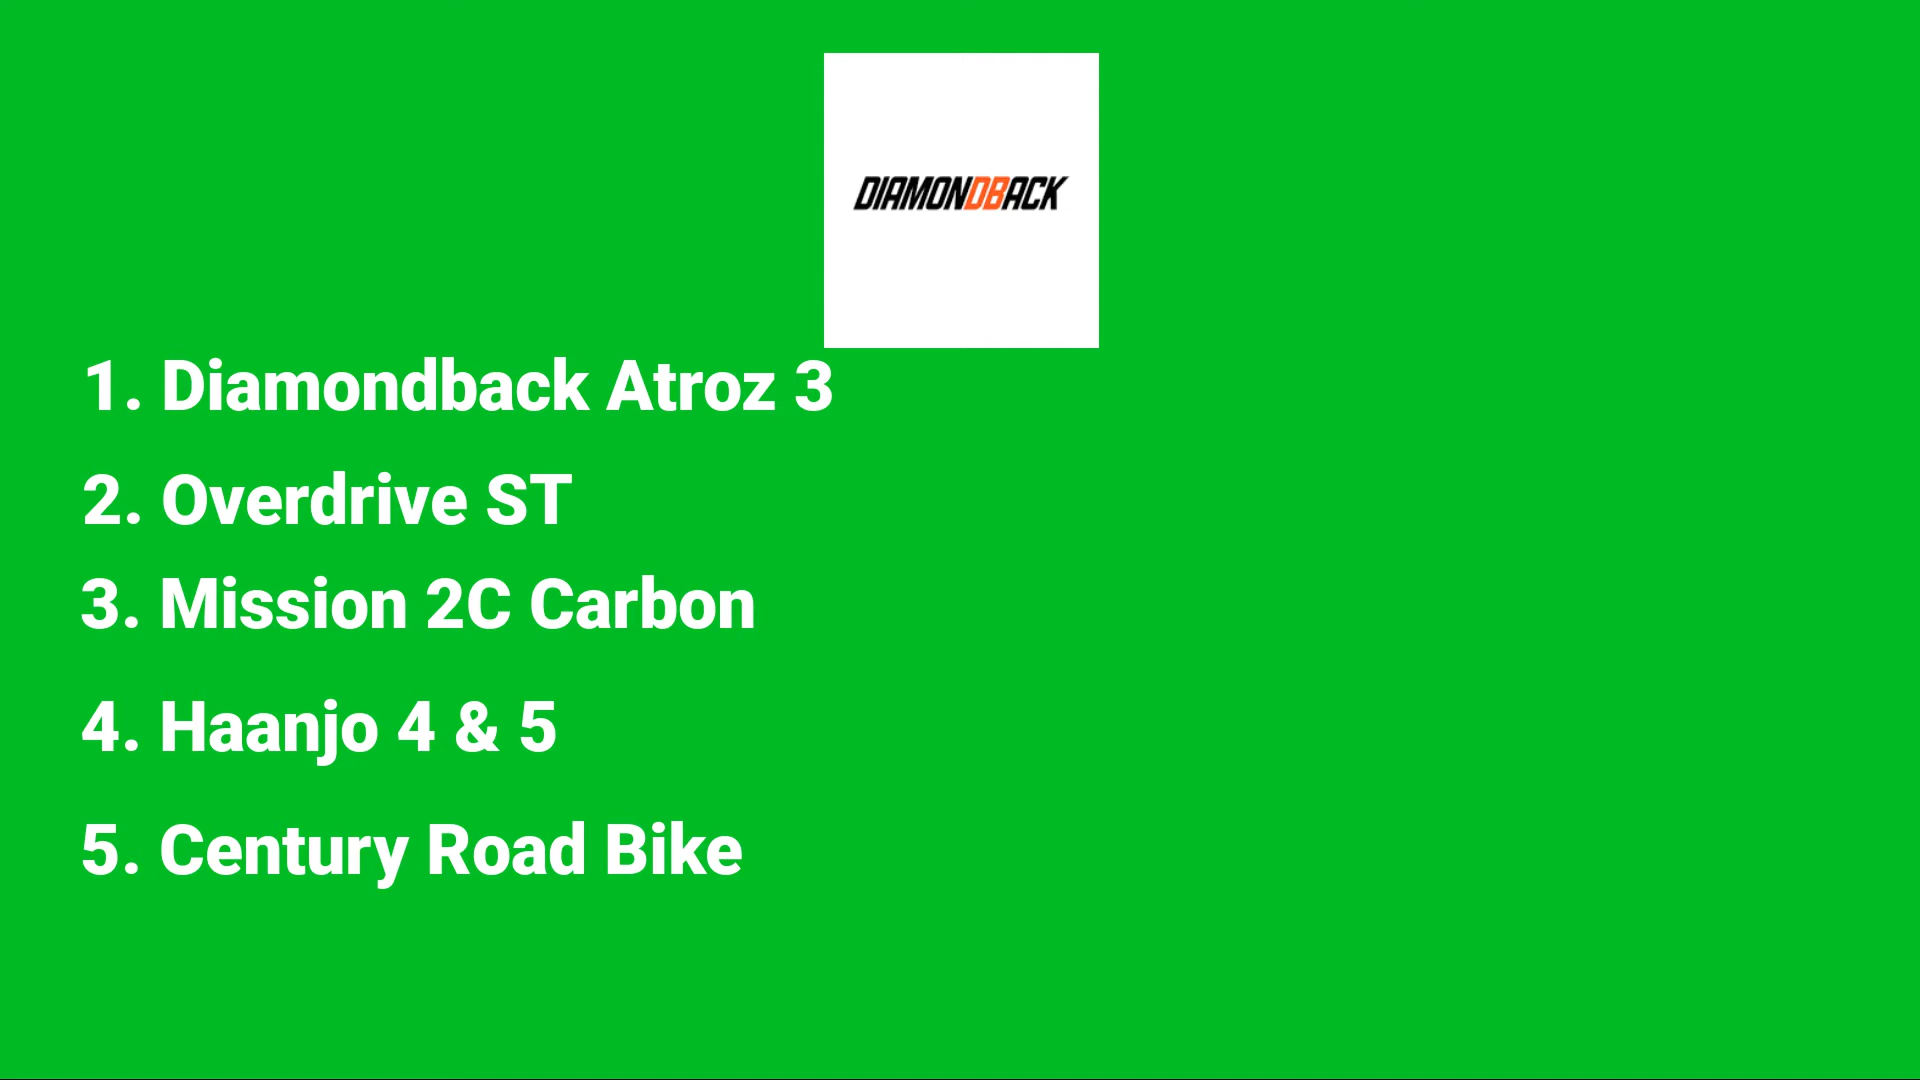 DIAMONDBACK
1. Diamondback Atroz 3
2. Overdrive ST
3. Mission 2C Carbon
4. Haanjo 4 & 5
5. Century Road Bike